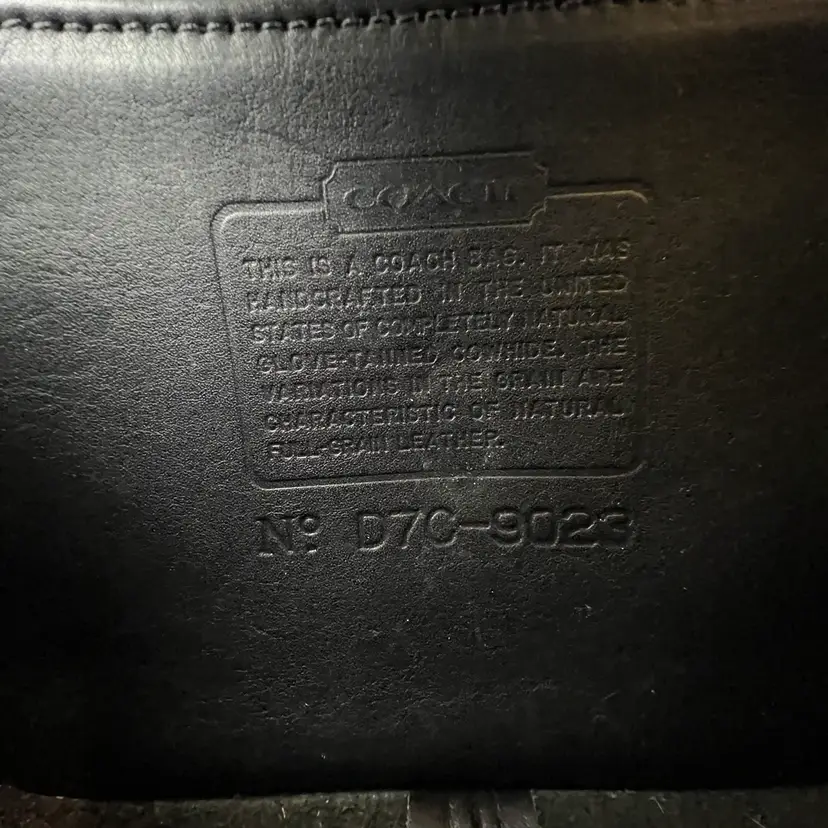 COACH
THIS IS A COACH BAG. IT WAS
HANDCRAFTED IN THE UNITED
STATES OF COMPLETELY NATURAL
GLOVE-TANNED COWHIDE. THE
VARIATIONS IN THE GRAIN ARE
CHARACTERISTIC OF NATURAL
FULL-GRAIN LEATHER.
Nº D7C-9023